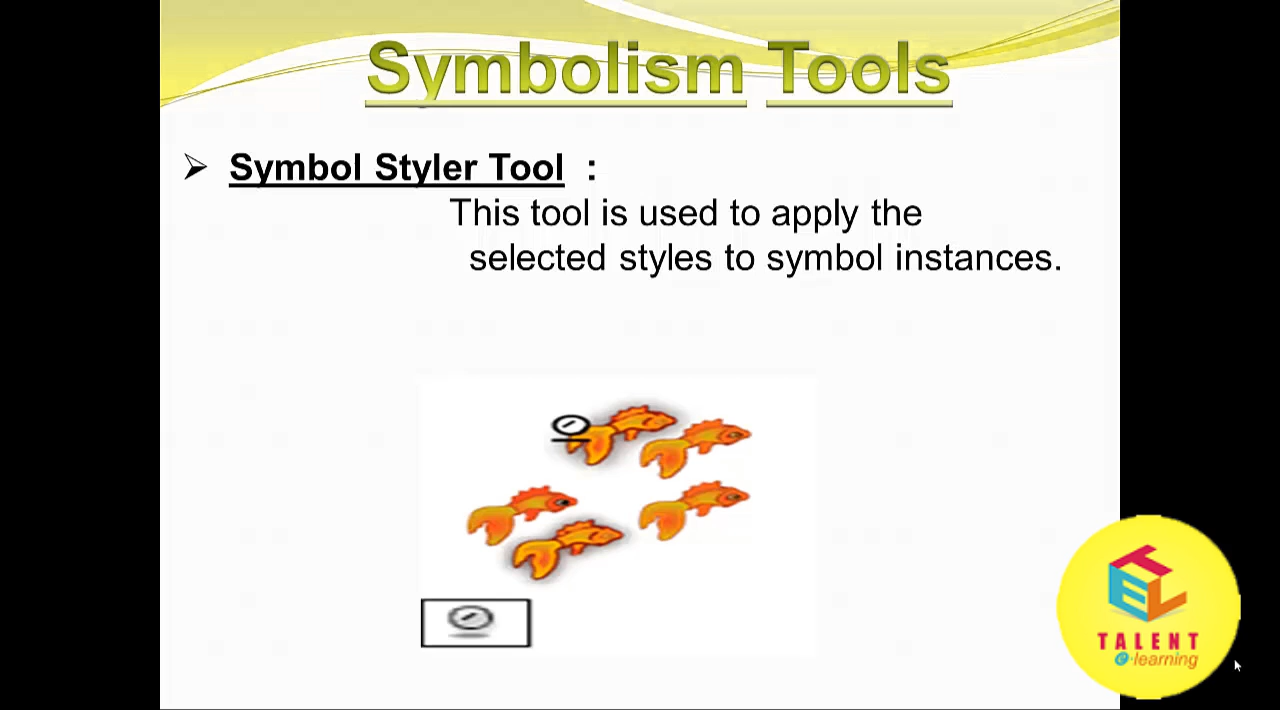 Symbolism Tools
➢ Symbol Styler Tool :
This tool is used to apply the
selected styles to symbol instances.
TEL
TALENT
e-learning